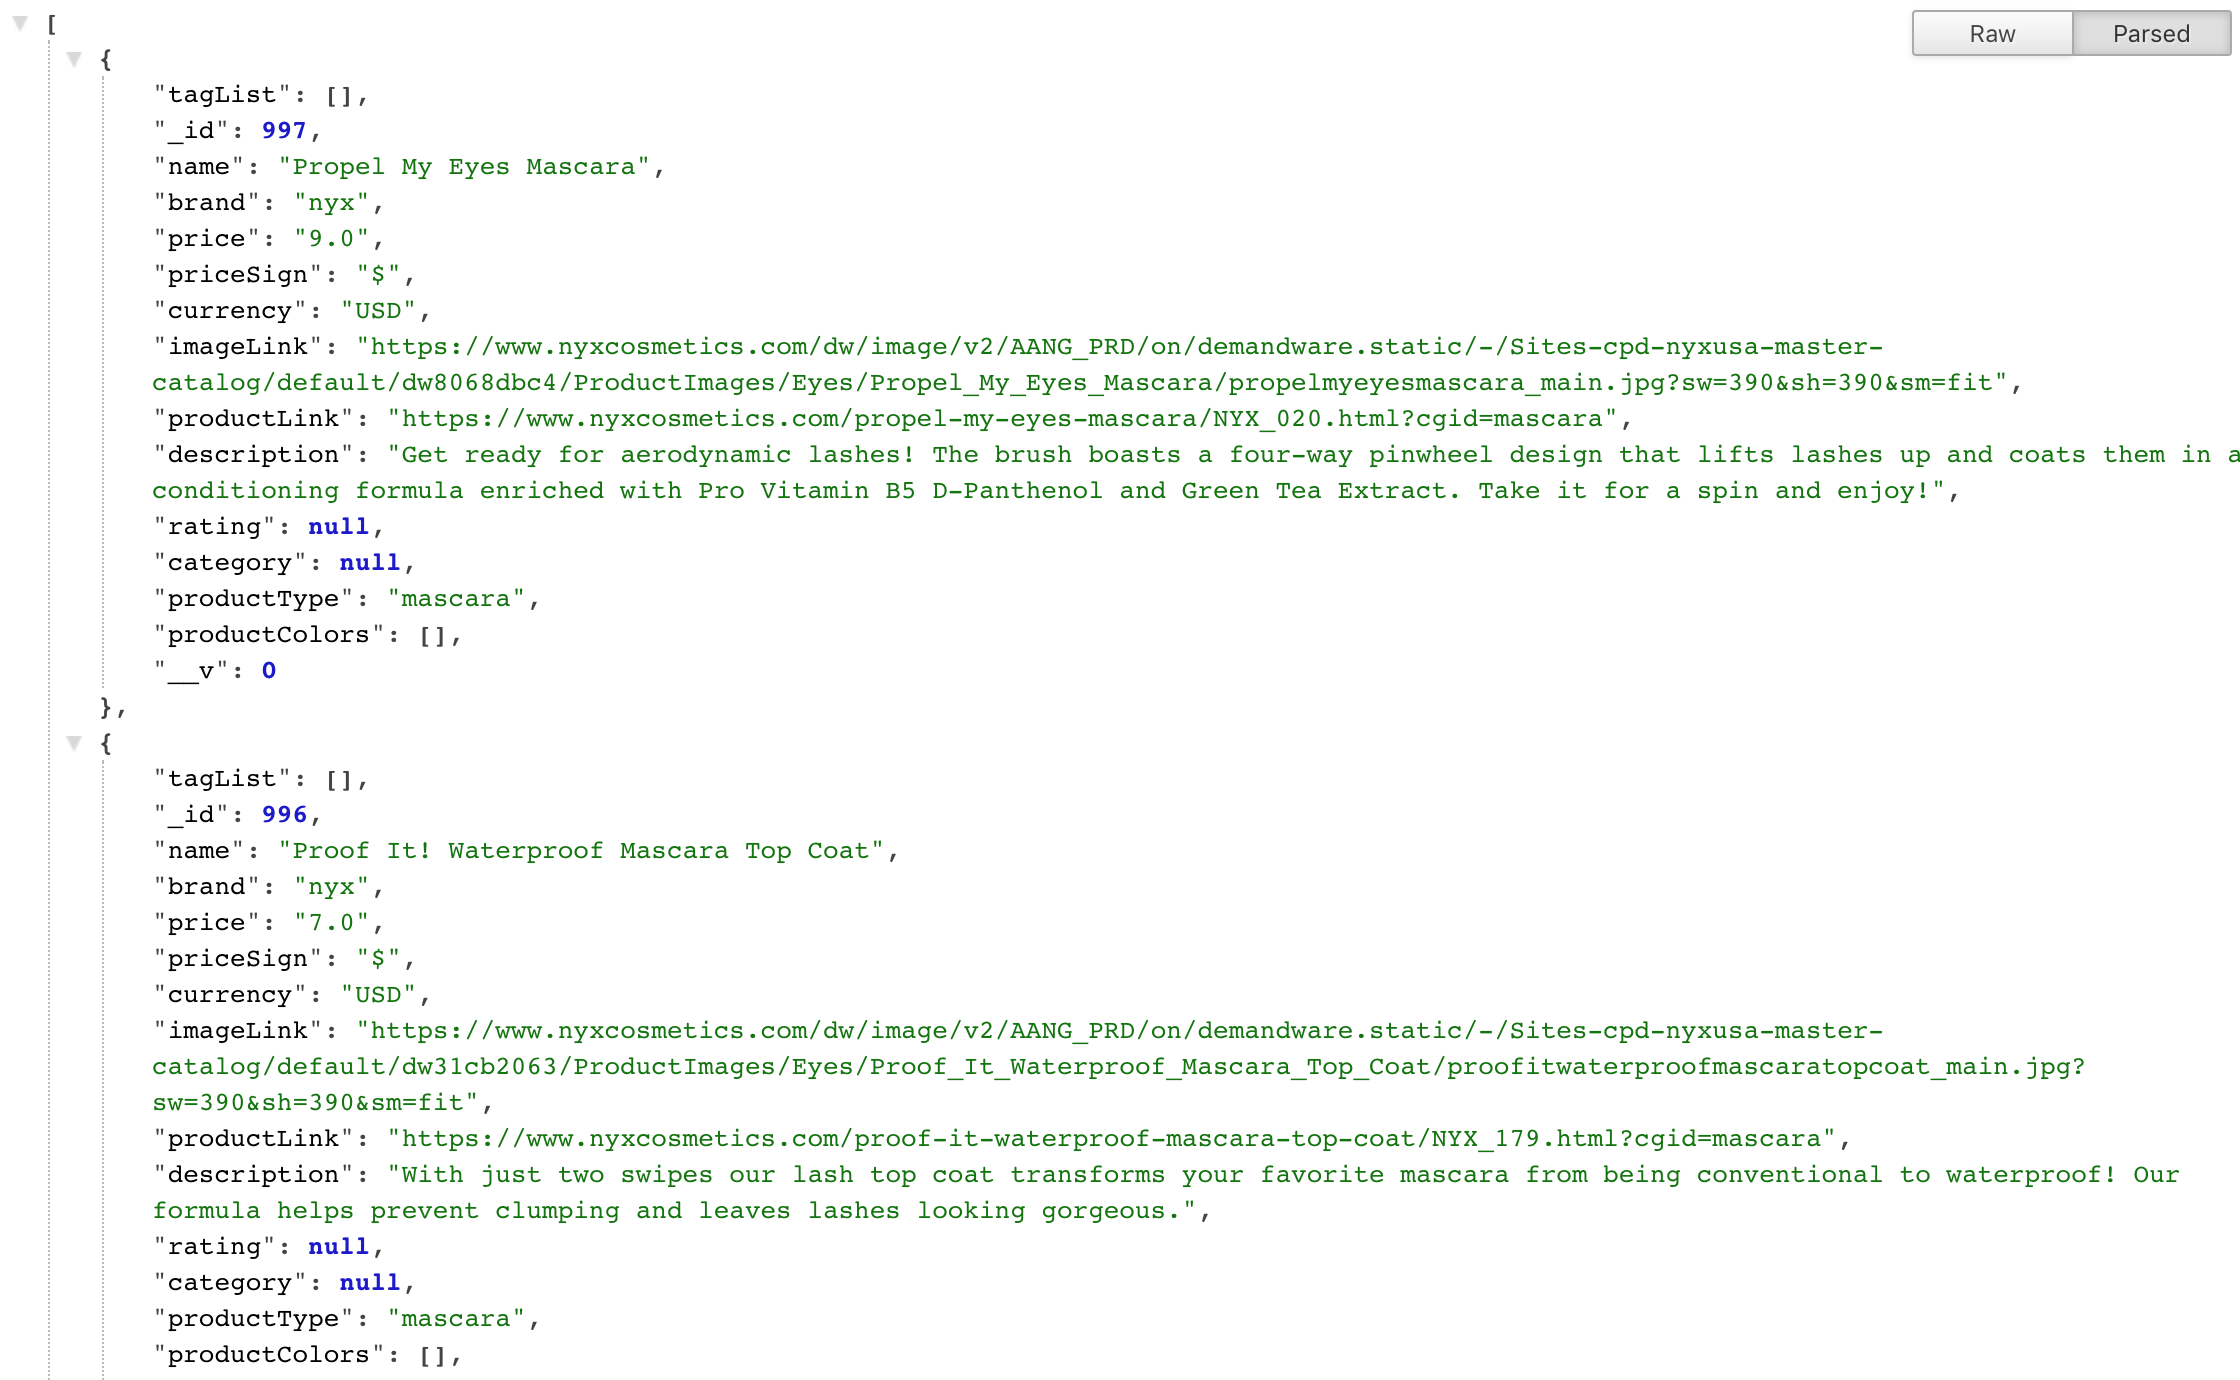 [
Raw Parsed
{
"tagList": [],
"_id": 997,
"name": "Propel My Eyes Mascara",
"brand": "nyx",
"price": "9.0",
"priceSign": "$",
"currency": "USD",
"imageLink": "https://www.nyxcosmetics.com/dw/image/v2/AANG_PRD/on/demandware.static/-/Sites-cpd-nyxusa-master-
catalog/default/dw8068dbc4/ProductImages/Eyes/Propel_My_Eyes_Mascara/propelmyeyesmascara_main.jpg?sw=390&sh=390&sm=fit",
"productLink": "https://www.nyxcosmetics.com/propel-my-eyes-mascara/NYX_020.html?cgid=mascara",
"description": "Get ready for aerodynamic lashes! The brush boasts a four-way pinwheel design that lifts lashes up and coats them in a
conditioning formula enriched with Pro Vitamin B5 D-Panthenol and Green Tea Extract. Take it for a spin and enjoy!",
"rating": null,
"category": null,
"productType": "mascara",
"productColors": [],
"__v": 0
},
{
"tagList": [],
"_id": 996,
"name": "Proof It! Waterproof Mascara Top Coat",
"brand": "nyx",
"price": "7.0",
"priceSign": "$",
"currency": "USD",
"imageLink": "https://www.nyxcosmetics.com/dw/image/v2/AANG_PRD/on/demandware.static/-/Sites-cpd-nyxusa-master-
catalog/default/dw31cb2063/ProductImages/Eyes/Proof_It_Waterproof_Mascara_Top_Coat/proofitwaterproofmascaratopcoat_main.jpg?
sw=390&sh=390&sm=fit",
"productLink": "https://www.nyxcosmetics.com/proof-it-waterproof-mascara-top-coat/NYX_179.html?cgid=mascara",
"description": "With just two swipes our lash top coat transforms your favorite mascara from being conventional to waterproof! Our
formula helps prevent clumping and leaves lashes looking gorgeous.",
"rating": null,
"category": null,
"productType": "mascara",
"productColors": [],